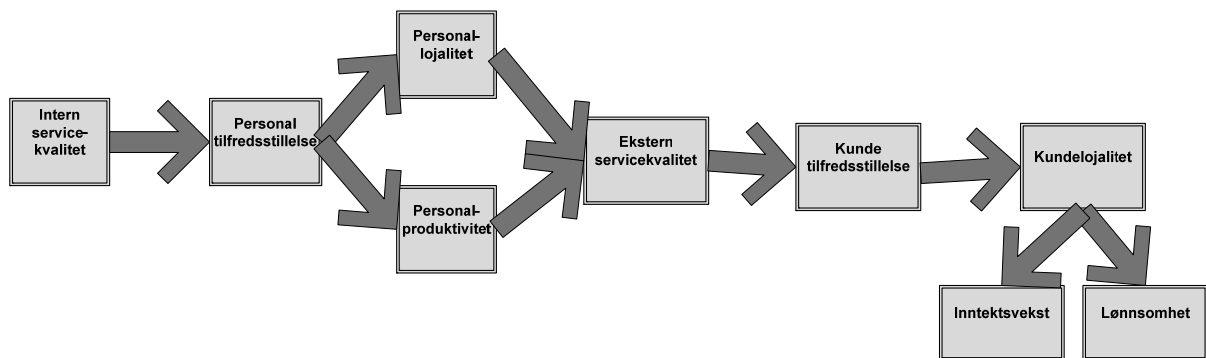 Intern
service-
kvalitet
Personal
tilfredsstillelse
Personal-
lojalitet
Personal-
produktivitet
Ekstern
servicekvalitet
Kunde
tilfredsstillelse
Kundelojalitet
Inntektsvekst
Lønnsomhet